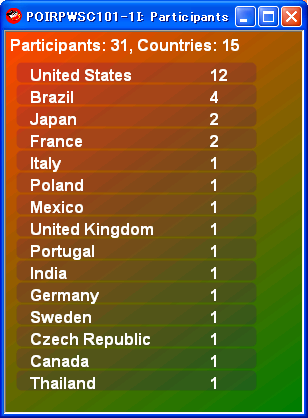 POIRPWSC101-1I: Participants
Participants: 31, Countries: 15
United States 12
Brazil 4
Japan 2
France 2
Italy 1
Poland 1
Mexico 1
United Kingdom 1
Portugal 1
India 1
Germany 1
Sweden 1
Czech Republic 1
Canada 1
Thailand 1